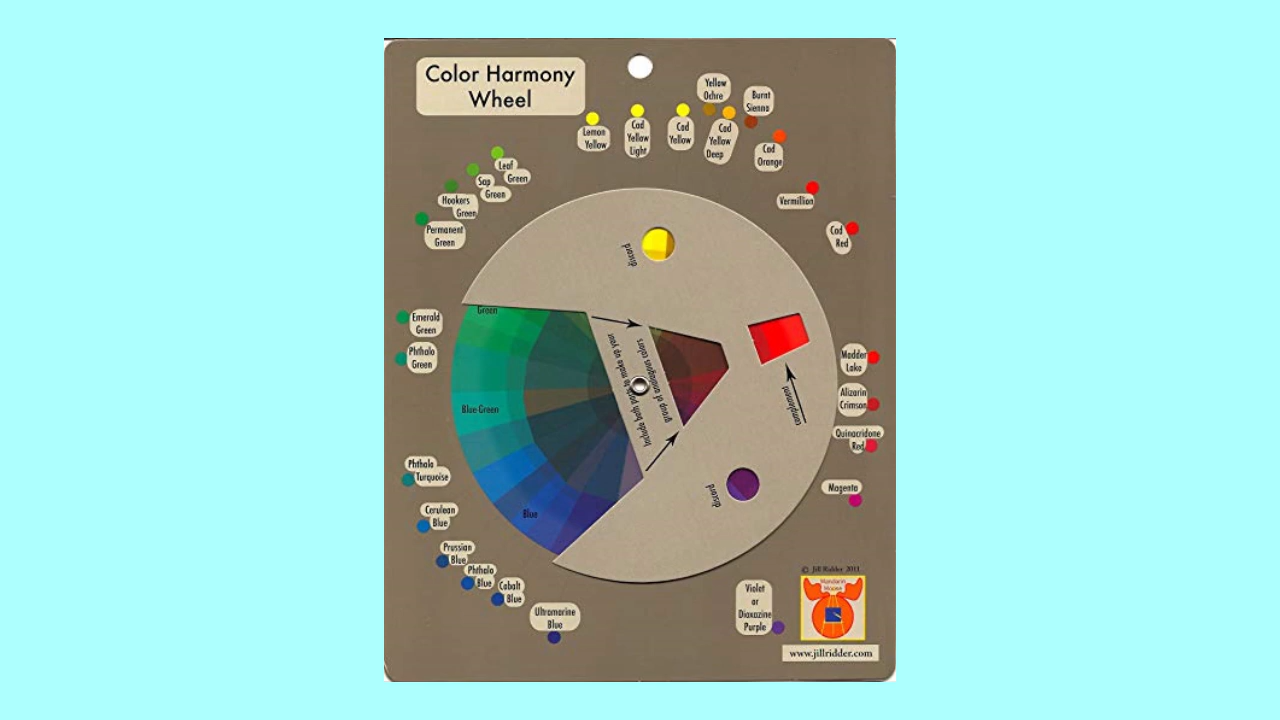 Color Harmony
Wheel
Yellow
Ochre
Burnt
Sienna
Lemon
Yellow
Cad
Yellow
Light
Cad
Yellow
Cad
Yellow
Deep
Cad
Orange
Leaf
Green
Sap
Green
Hookers
Green
Permanent
Green
Vermillion
Cad
Red
discord
Green
Emerald
Green
Phthalo
Green
Include both parts to make up your
group of analogous colors
complement
Madder
Lake
Alizarin
Crimson
Quinacridone
Red
Magenta
Blue-Green
discord
Blue
Phthalo
Turquoise
Cerulean
Blue
Prussian
Blue
Phthalo
Blue
Cobalt
Blue
Ultramarine
Blue
Violet
or
Dioxazine
Purple
© Jill Ridder 2011
Mandarin
Moose
www.jillridder.com